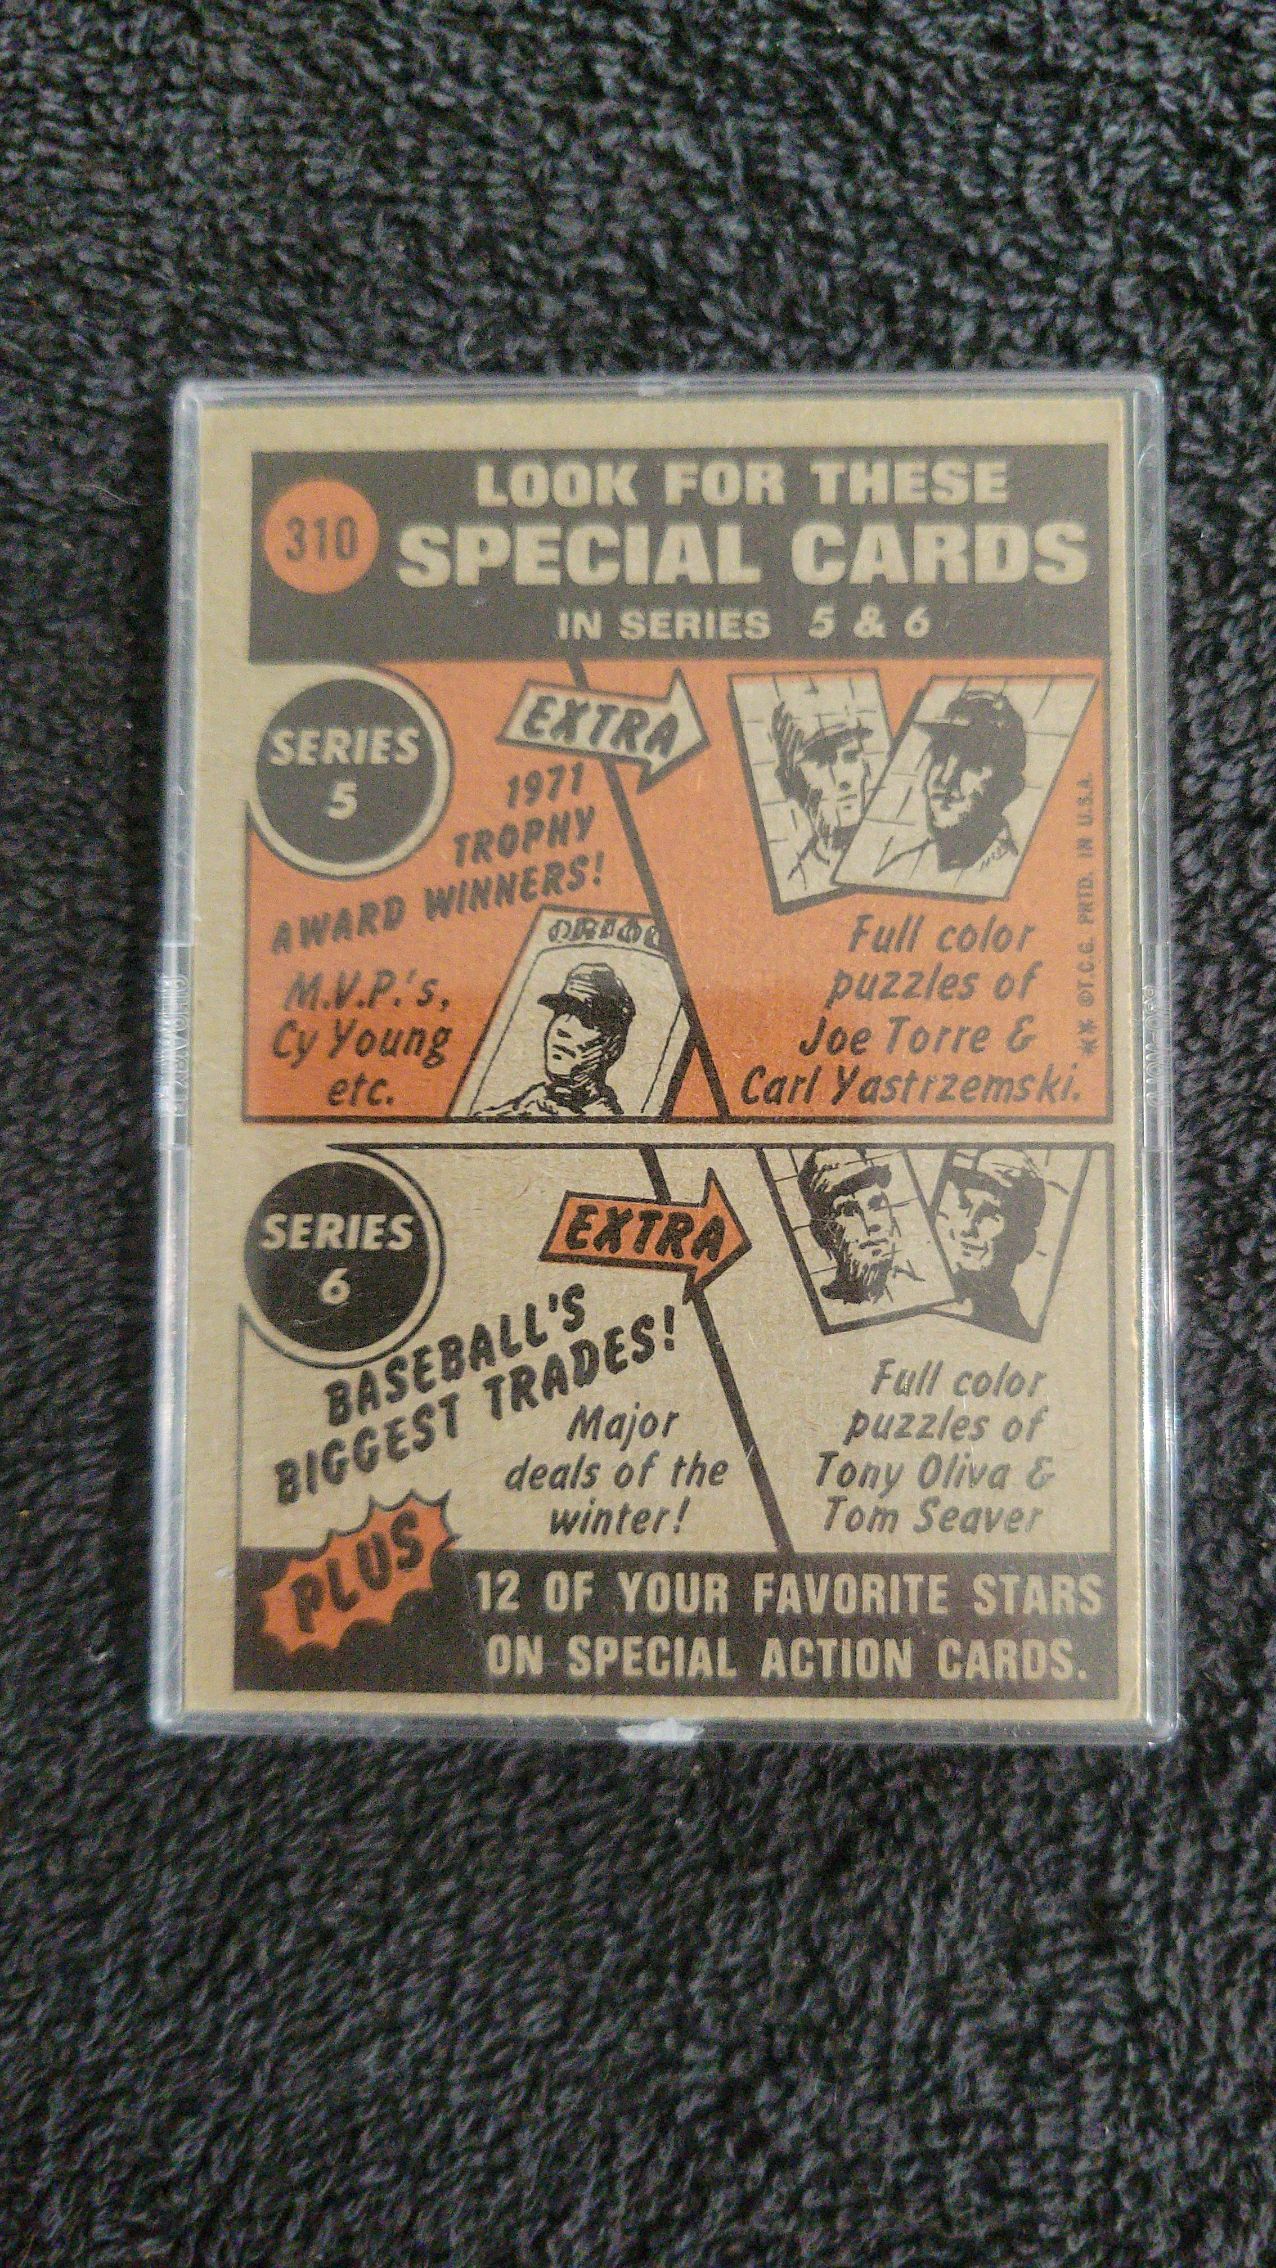 310
LOOK FOR THESE
SPECIAL CARDS
IN SERIES 5 & 6
SERIES
5
EXTRA
1971
TROPHY
AWARD WINNERS!
M.V.P.'s,
Cy Young
etc.
Full color
puzzles of
Joe Torre &
Carl Yastrzemski.
** ©T.C.G. PRTD. IN U.S.A.
SERIES
6
EXTRA
BASEBALL'S
BIGGEST TRADES!
Major
deals of the
winter!
Full color
puzzles of
Tony Oliva &
Tom Seaver
PLUS
12 OF YOUR FAVORITE STARS
ON SPECIAL ACTION CARDS.